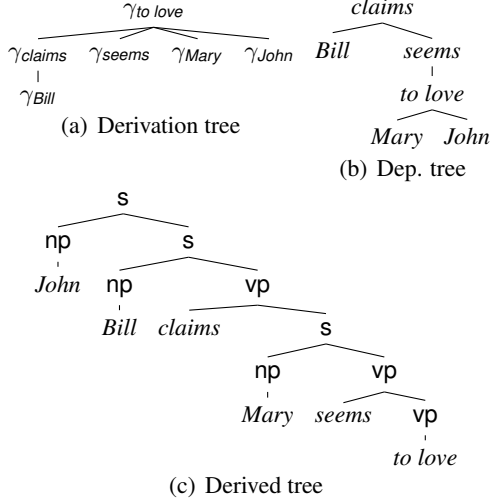 γto love
γclaims γseems γMary γJohn
γBill
(a) Derivation tree
claims
Bill seems
to love
Mary John
(b) Dep. tree
s
np s
John np vp
Bill claims s
np vp
Mary seems vp
to love
(c) Derived tree